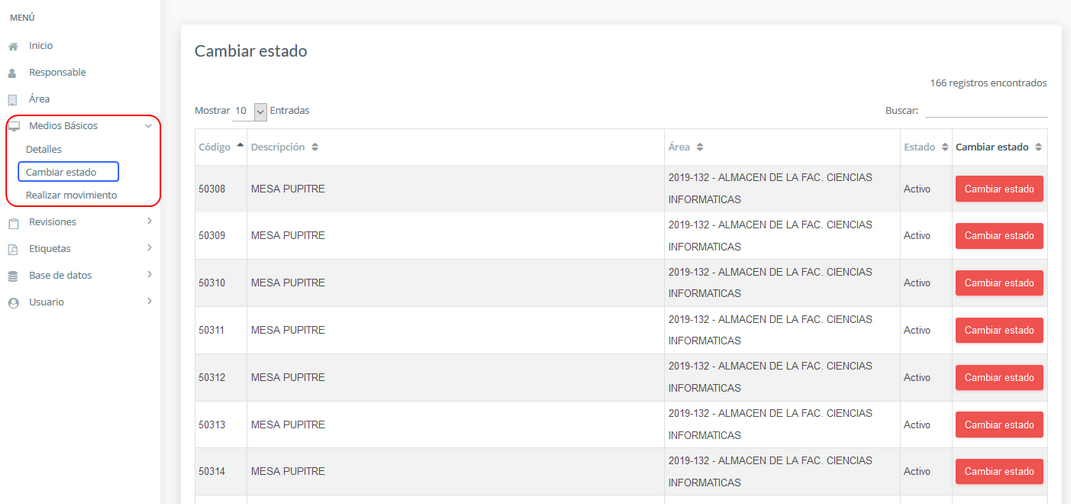 MENÚ
Inicio
Responsable
Área
Medios Básicos
Detalles
Cambiar estado
Realizar movimiento
Revisiones
Etiquetas
Base de datos
Usuario
Cambiar estado
166 registros encontrados
Mostrar 10 Entradas Buscar:
Código Descripción Área Estado Cambiar estado
50308 MESA PUPITRE 2019-132 - ALMACEN DE LA FAC. CIENCIAS
INFORMATICAS Activo Cambiar estado
50309 MESA PUPITRE 2019-132 - ALMACEN DE LA FAC. CIENCIAS
INFORMATICAS Activo Cambiar estado
50310 MESA PUPITRE 2019-132 - ALMACEN DE LA FAC. CIENCIAS
INFORMATICAS Activo Cambiar estado
50311 MESA PUPITRE 2019-132 - ALMACEN DE LA FAC. CIENCIAS
INFORMATICAS Activo Cambiar estado
50312 MESA PUPITRE 2019-132 - ALMACEN DE LA FAC. CIENCIAS
INFORMATICAS Activo Cambiar estado
50313 MESA PUPITRE 2019-132 - ALMACEN DE LA FAC. CIENCIAS
INFORMATICAS Activo Cambiar estado
50314 MESA PUPITRE 2019-132 - ALMACEN DE LA FAC. CIENCIAS
INFORMATICAS Activo Cambiar estado